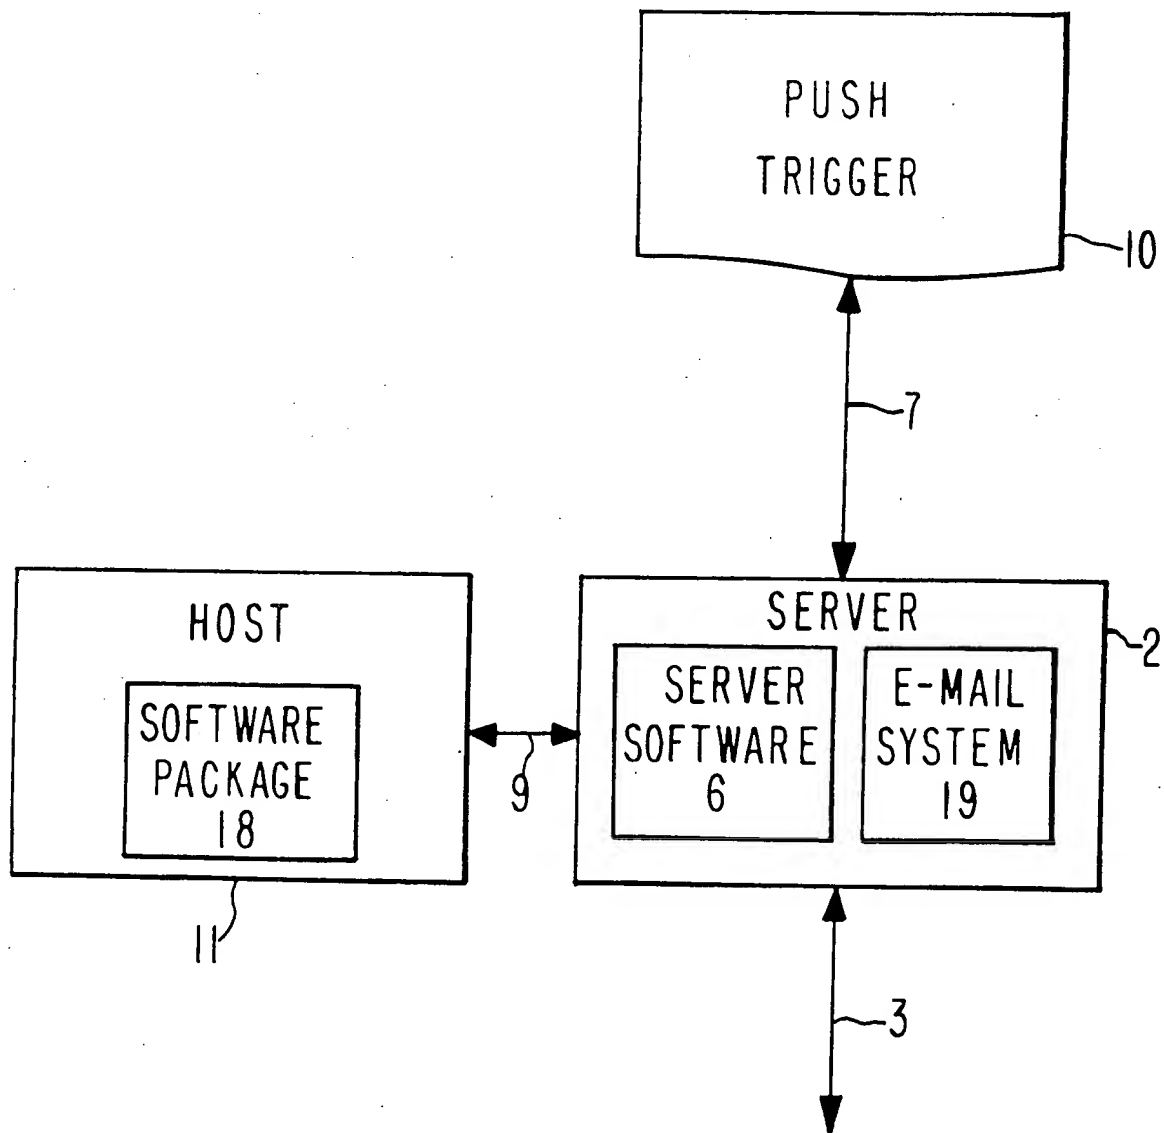 PUSH
TRIGGER
10
7
HOST
SOFTWARE
PACKAGE
18
11
9
SERVER
2
SERVER
SOFTWARE
6
E-MAIL
SYSTEM
19
3